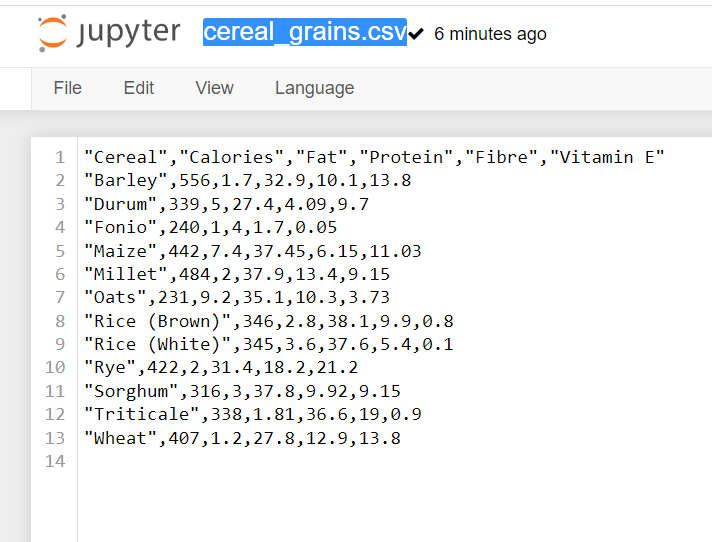 jupyter cereal_grains.csv✔ 6 minutes ago
File Edit View Language
1 "Cereal","Calories","Fat","Protein","Fibre","Vitamin E"
2 "Barley",556,1.7,32.9,10.1,13.8
3 "Durum",339,5,27.4,4.09,9.7
4 "Fonio",240,1,4,1.7,0.05
5 "Maize",442,7.4,37.45,6.15,11.03
6 "Millet",484,2,37.9,13.4,9.15
7 "Oats",231,9.2,35.1,10.3,3.73
8 "Rice (Brown)",346,2.8,38.1,9.9,0.8
9 "Rice (White)",345,3.6,37.6,5.4,0.1
10 "Rye",422,2,31.4,18.2,21.2
11 "Sorghum",316,3,37.8,9.92,9.15
12 "Triticale",338,1.81,36.6,19,0.9
13 "Wheat",407,1.2,27.8,12.9,13.8
14